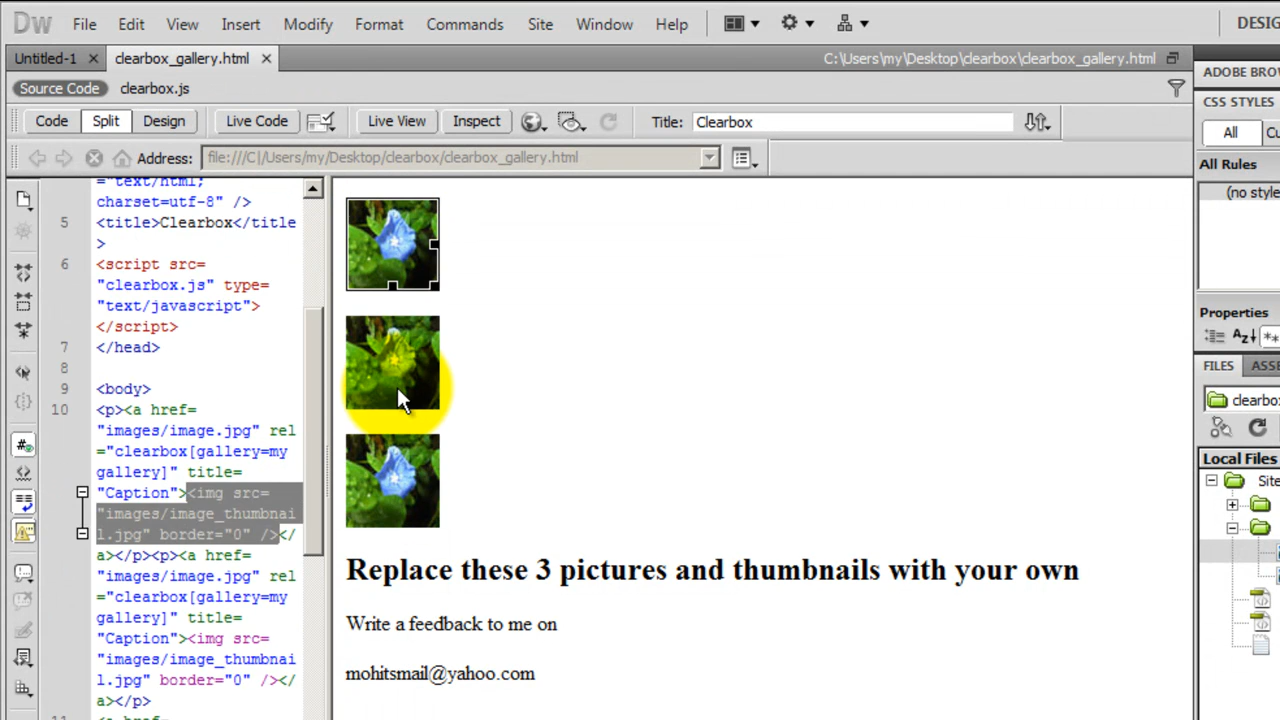 Dw File Edit View Insert Modify Format Commands Site Window Help DESIG
Untitled-1 clearbox_gallery.html C:\Users\my\Desktop\clearbox\clearbox_gallery.html
Source Code clearbox.js
Code Split Design Live Code Live View Inspect Title: Clearbox
Address: file:///C|/Users/my/Desktop/clearbox/clearbox_gallery.html
="text/html;
charset=utf-8" />
5 <title>Clearbox</title
>
6 <script src=
"clearbox.js" type=
"text/javascript">
</script>
7 </head>
8
9 <body>
10 <p><a href=
"images/image.jpg" rel
="clearbox[gallery=my
gallery]" title=
"Caption"><img src=
"images/image_thumbnai
l.jpg" border="0" /></
a></p><p><a href=
"images/image.jpg" rel
="clearbox[gallery=my
gallery]" title=
"Caption"><img src=
"images/image_thumbnai
l.jpg" border="0" /></
a></p>
Replace these 3 pictures and thumbnails with your own
Write a feedback to me on
mohitsmail@yahoo.com
ADOBE BRO
CSS STYLES
All Cu
All Rules
(no style
Properties
FILES ASSE
clearbo
Local Files
Site